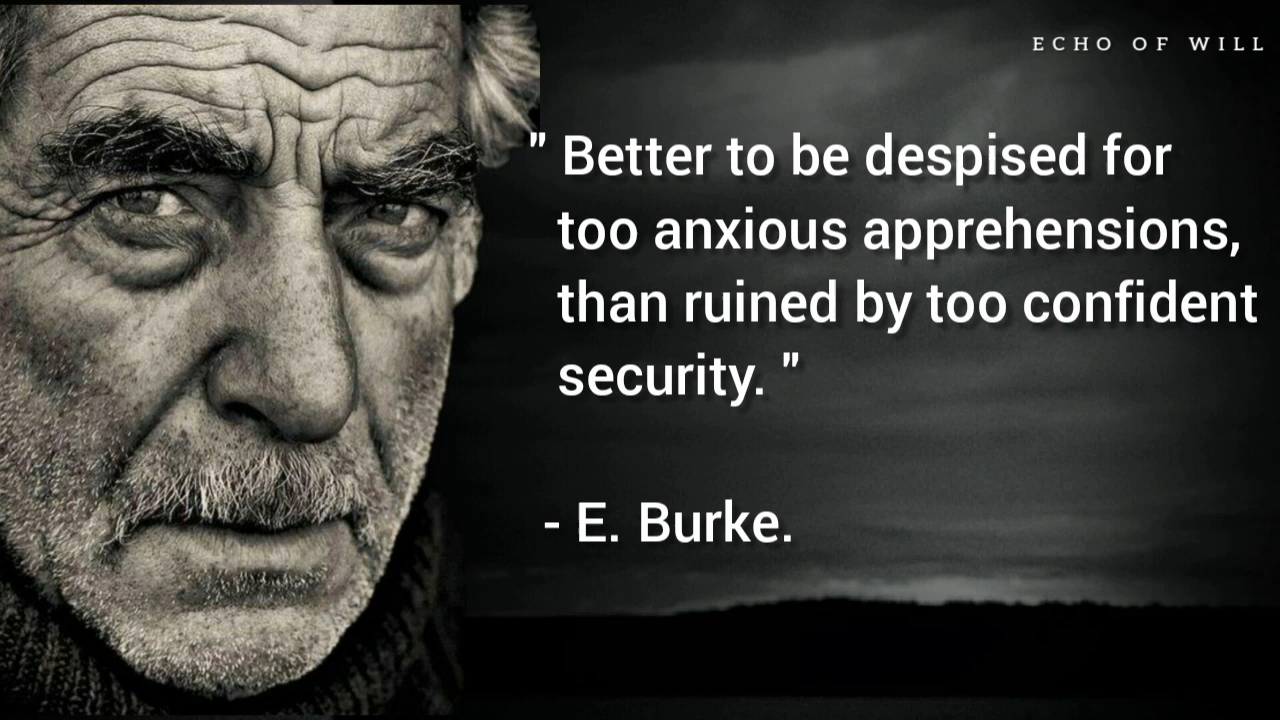 ECHO OF WILL
" Better to be despised for
too anxious apprehensions,
than ruined by too confident
security. "
- E. Burke.